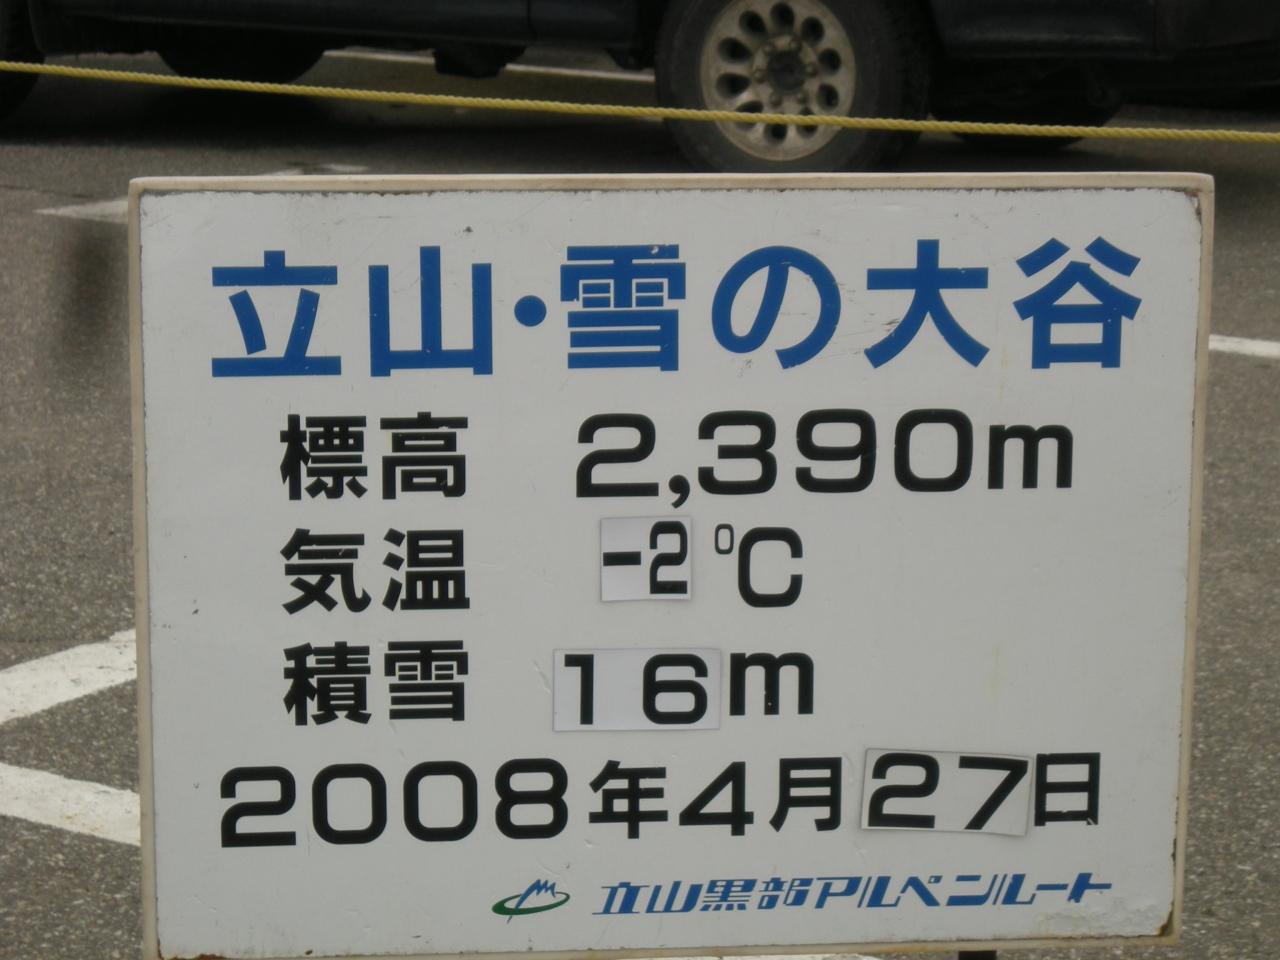 立山・雪の大谷
標高 2,390m
気温 -2℃
積雪 16m
2008年4月27日
立山黒部アルペンルート